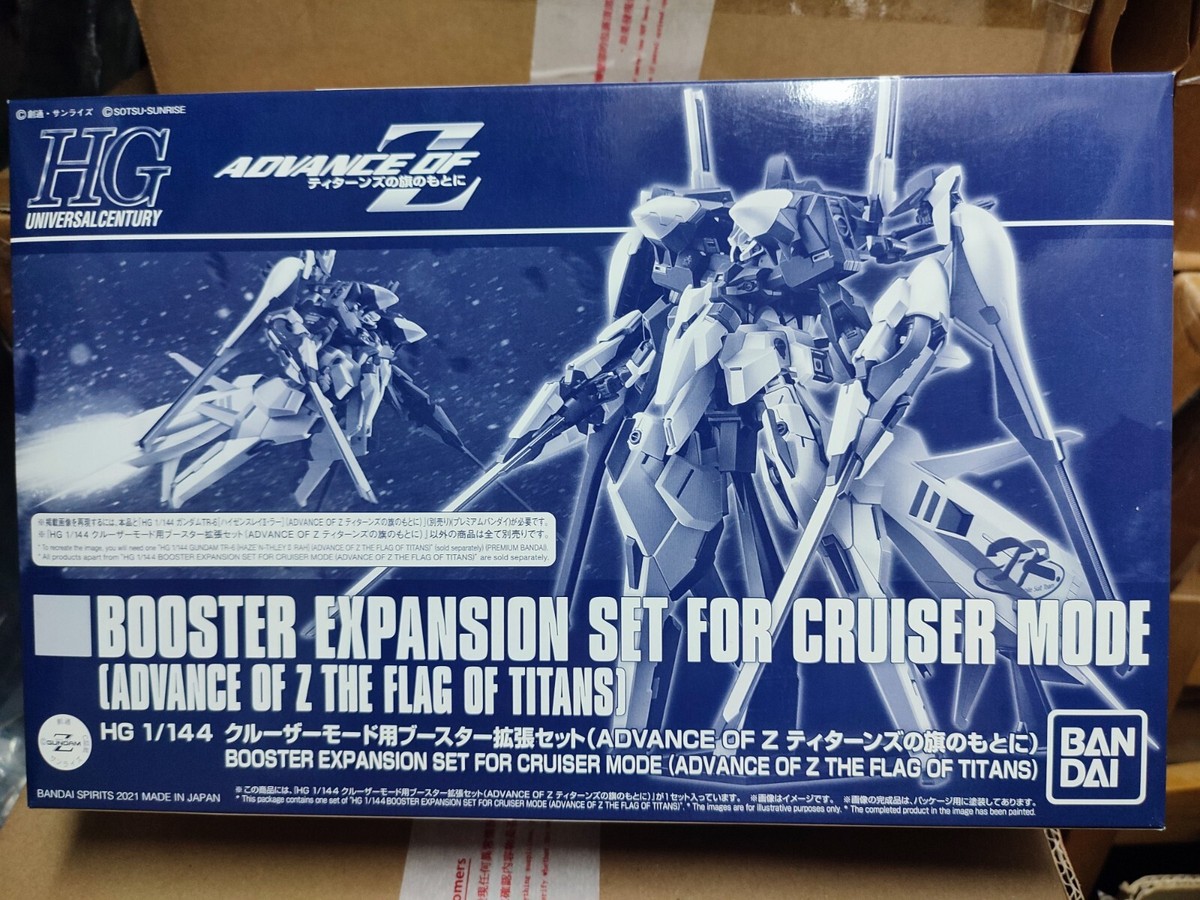 ©創通・サンライズ ©SOTSU・SUNRISE
HG
UNIVERSAL CENTURY
ADVANCE OF Z
ティターンズの旗のもとに
※掲載画像を再現するには、本品と「HG 1/144 ガンダムTR-6[ハイゼンスレイⅡ・ラー](ADVANCE OF Z ティターンズの旗のもとに)」(別売り)(プレミアムバンダイ)が必要です。
※「HG 1/144 クルーザーモード用ブースター拡張セット(ADVANCE OF Z ティターンズの旗のもとに)」以外の商品は全て別売りです。
* To recreate the image, you will need one "HG 1/144 GUNDAM TR-6 [HAZE'N-THLEY Ⅱ-RAH] (ADVANCE OF Z THE FLAG OF TITANS)" (sold separately) (PREMIUM BANDAI).
* All products apart from "HG 1/144 BOOSTER EXPANSION SET FOR CRUISER MODE (ADVANCE OF Z THE FLAG OF TITANS)" are sold separately.
BOOSTER EXPANSION SET FOR CRUISER MODE
(ADVANCE OF Z THE FLAG OF TITANS)
HG 1/144 クルーザーモード用ブースター拡張セット(ADVANCE OF Z ティターンズの旗のもとに)
BOOSTER EXPANSION SET FOR CRUISER MODE (ADVANCE OF Z THE FLAG OF TITANS)
BAN
DAI
GUNDAM
Z
BANDAI SPIRITS 2021 MADE IN JAPAN
※この商品には、「HG 1/144 クルーザーモード用ブースター拡張セット(ADVANCE OF Z ティターンズの旗のもとに)」が1セット入っています。 ※画像はイメージです。 ※画像の完成品は、パッケージ用に塗装してあります。
* This package contains one set of "HG 1/144 BOOSTER EXPANSION SET FOR CRUISER MODE (ADVANCE OF Z THE FLAG OF TITANS)". * The images are for illustrative purposes only. * The completed product in the image has been painted.
omers